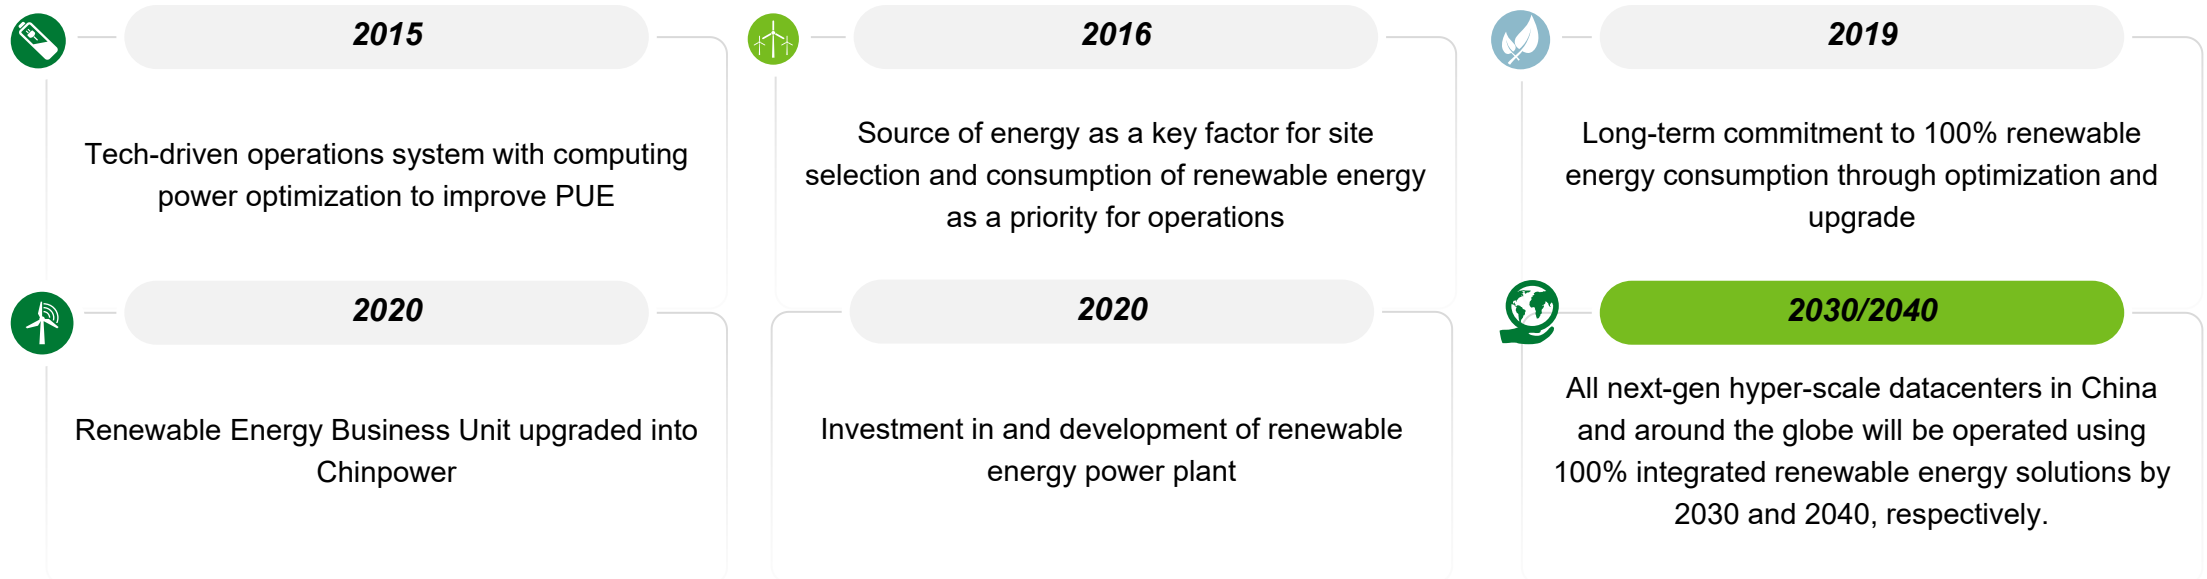 2015
Tech-driven operations system with computing
power optimization to improve PUE
2016
Source of energy as a key factor for site
selection and consumption of renewable energy
as a priority for operations
2019
Long-term commitment to 100% renewable
energy consumption through optimization and
upgrade
2020
Renewable Energy Business Unit upgraded into
Chinpower
2020
Investment in and development of renewable
energy power plant
2030/2040
All next-gen hyper-scale datacenters in China
and around the globe will be operated using
100% integrated renewable energy solutions by
2030 and 2040, respectively.